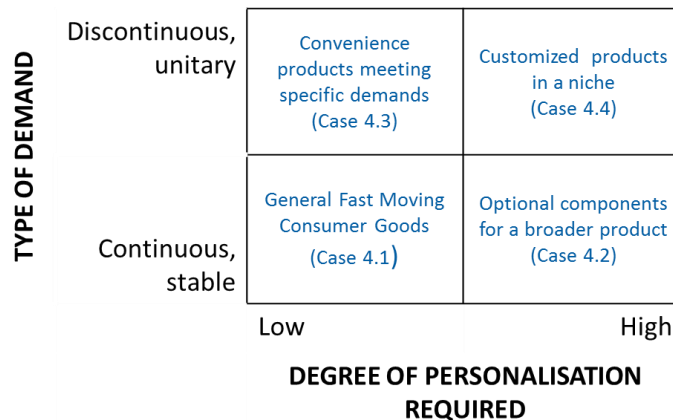 TYPE OF DEMAND
Discontinuous,
unitary
Convenience
products meeting
specific demands
(Case 4.3)
Customized products
in a niche
(Case 4.4)
Continuous,
stable
General Fast Moving
Consumer Goods
(Case 4.1)
Optional components
for a broader product
(Case 4.2)
Low
High
DEGREE OF PERSONALISATION
REQUIRED